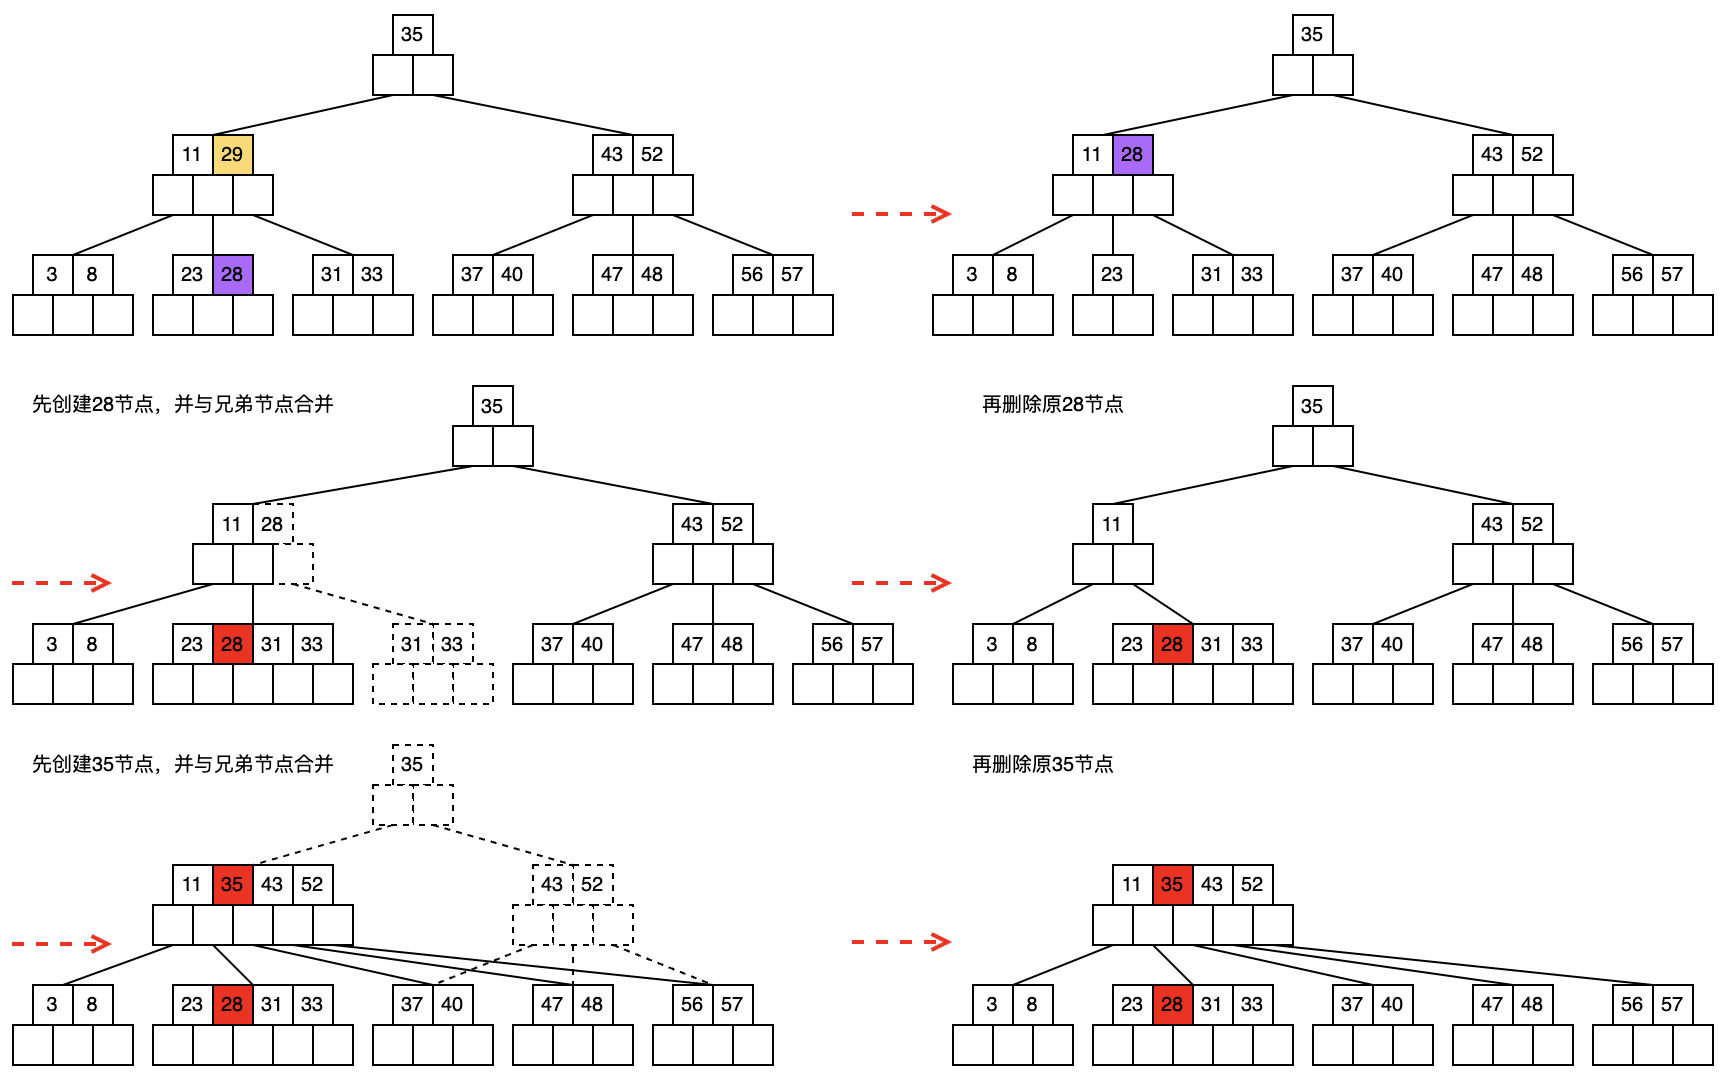 35 35
11 29 43 52 11 28 43 52
3 8 23 28 31 33 37 40 47 48 56 57 3 8 23 31 33 37 40 47 48 56 57
先创建28节点，并与兄弟节点合并 35 再删除原28节点 35
11 28 43 52 11 43 52
3 8 23 28 31 33 31 33 37 40 47 48 56 57 3 8 23 28 31 33 37 40 47 48 56 57
先创建35节点，并与兄弟节点合并 35 再删除原35节点
11 35 43 52 43 52 11 35 43 52
3 8 23 28 31 33 37 40 47 48 56 57 3 8 23 28 31 33 37 40 47 48 56 57